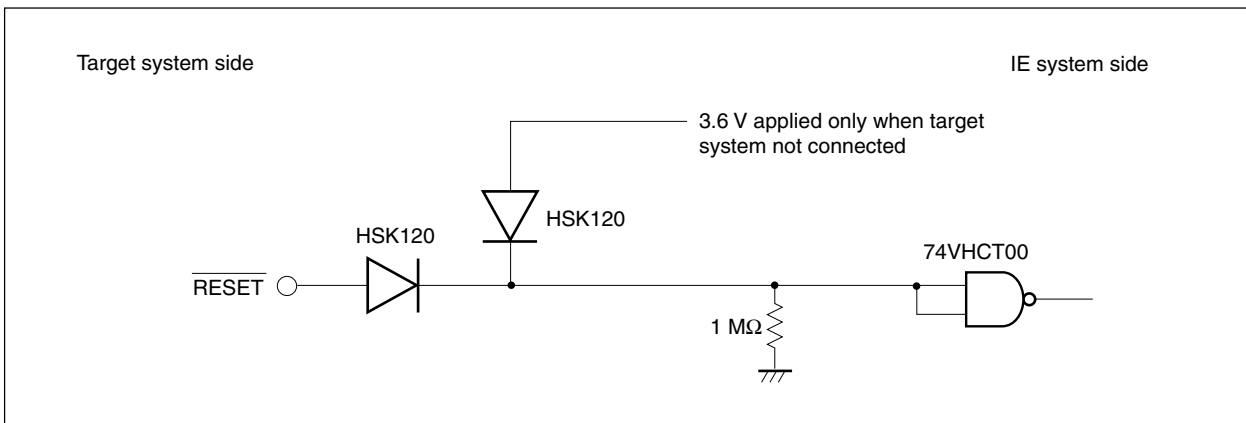 Target system side
IE system side
3.6 V applied only when target
system not connected
HSK120
HSK120
74VHCT00
RESET
1 MΩ